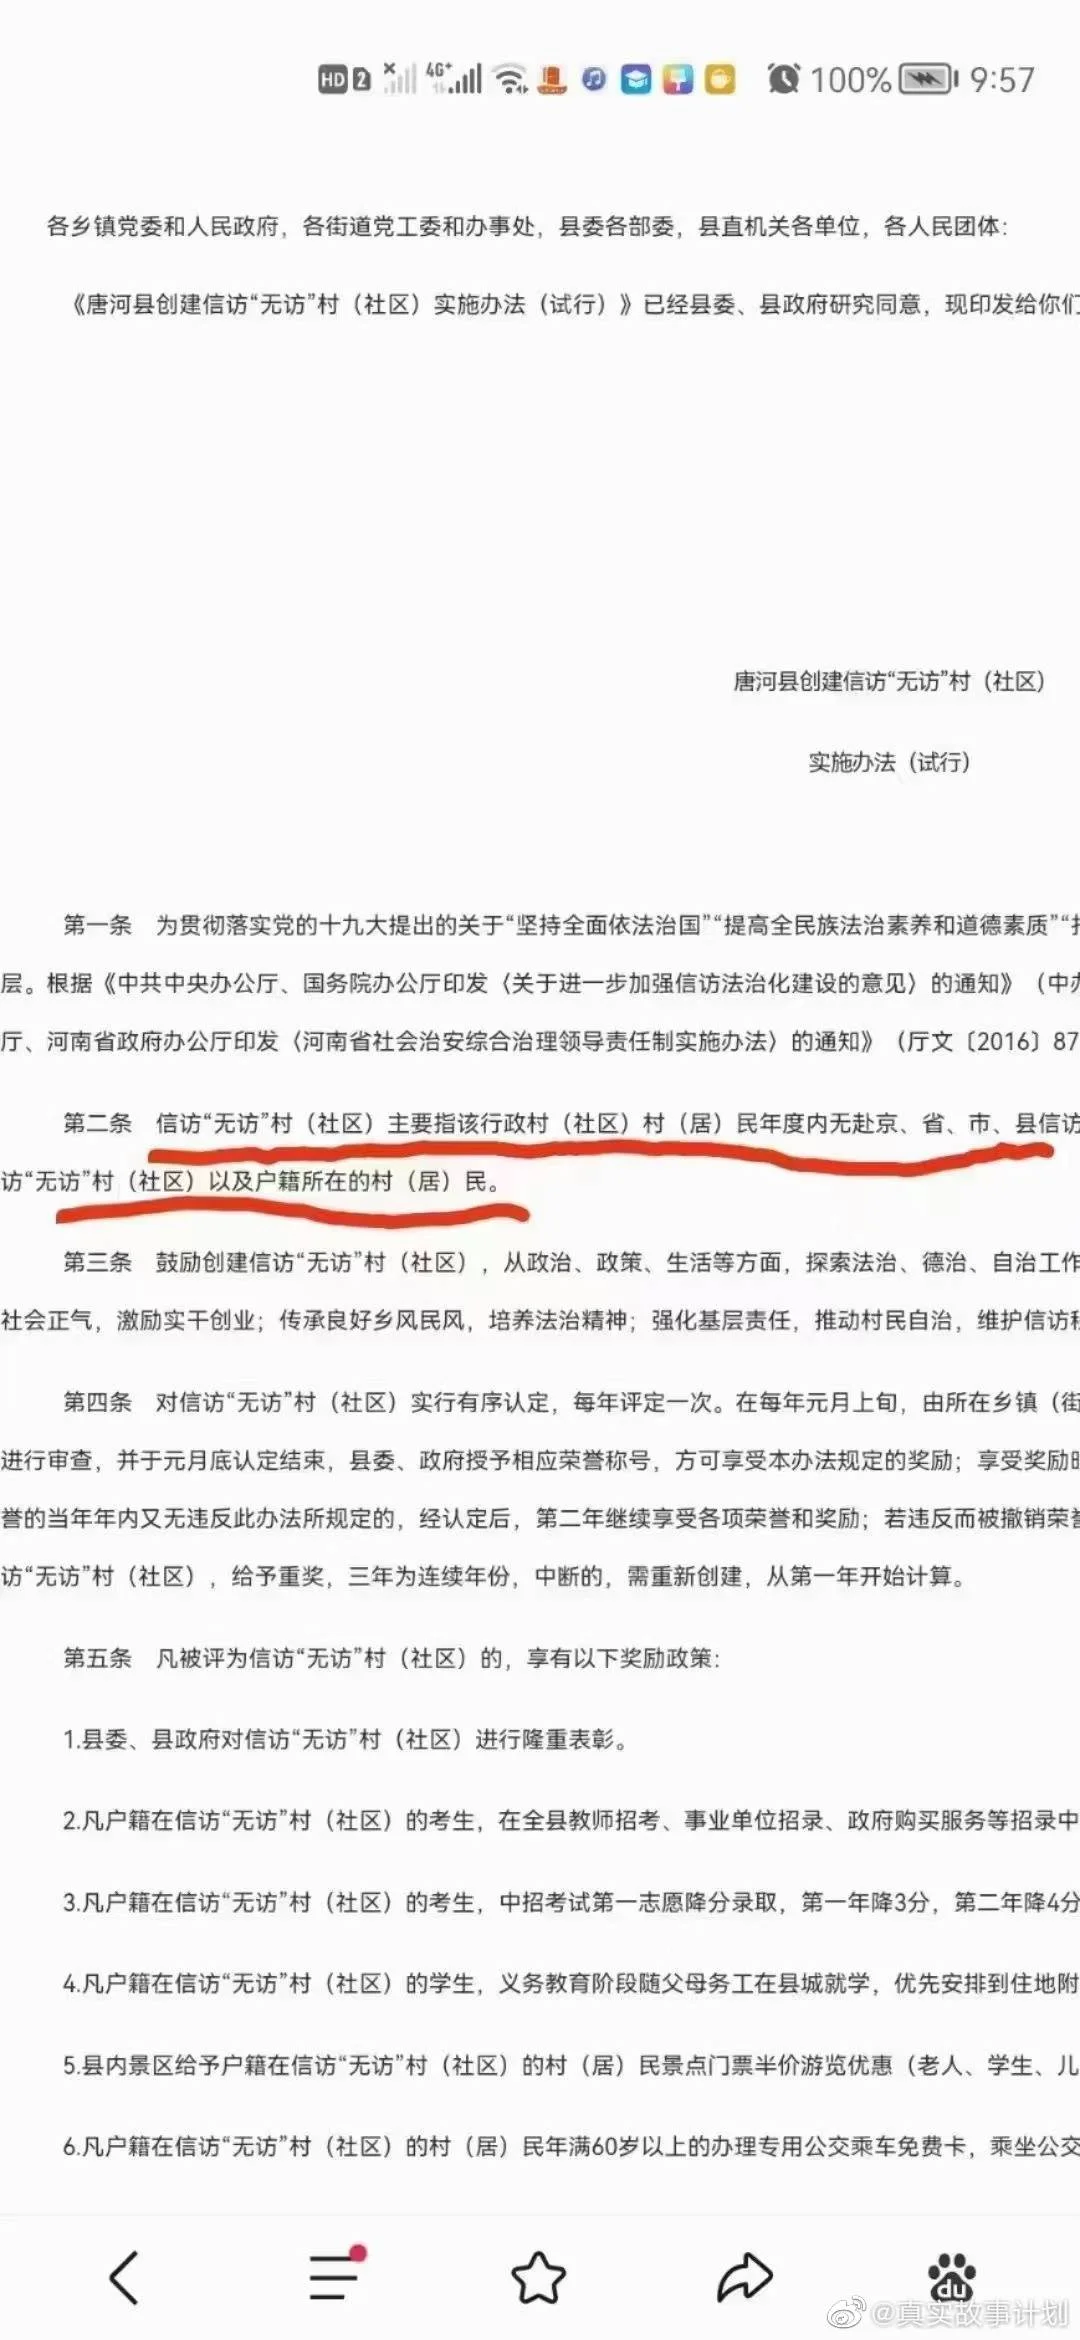 HD 2 4G+ 100% 9:57
各乡镇党委和人民政府，各街道党工委和办事处，县委各部委，县直机关各单位，各人民团体：
《唐河县创建信访“无访”村（社区）实施办法（试行）》已经县委、县政府研究同意，现印发给你们
唐河县创建信访“无访”村（社区）
实施办法（试行）
第一条　为贯彻落实党的十九大提出的关于“坚持全面依法治国”“提高全民族法治素养和道德素质”“
层。根据《中共中央办公厅、国务院办公厅印发〈关于进一步加强信访法治化建设的意见〉的通知》（中办
厅、河南省政府办公厅印发〈河南省社会治安综合治理领导责任制实施办法〉的通知》（厅文〔2016〕87
第二条　信访“无访”村（社区）主要指该行政村（社区）村（居）民年度内无赴京、省、市、县信访
访“无访”村（社区）以及户籍所在的村（居）民。
第三条　鼓励创建信访“无访”村（社区），从政治、政策、生活等方面，探索法治、德治、自治工作
社会正气，激励实干创业；传承良好乡风民风，培养法治精神；强化基层责任，推动村民自治，维护信访秩
第四条　对信访“无访”村（社区）实行有序认定，每年评定一次。在每年元月上旬，由所在乡镇（街
进行审查，并于元月底认定结束，县委、政府授予相应荣誉称号，方可享受本办法规定的奖励；享受奖励时
誉的当年年内又无违反此办法所规定的，经认定后，第二年继续享受各项荣誉和奖励；若违反而被撤销荣誉
访“无访”村（社区），给予重奖，三年为连续年份，中断的，需重新创建，从第一年开始计算。
第五条　凡被评为信访“无访”村（社区）的，享有以下奖励政策：
1.县委、县政府对信访“无访”村（社区）进行隆重表彰。
2.凡户籍在信访“无访”村（社区）的考生，在全县教师招考、事业单位招录、政府购买服务等招录中
3.凡户籍在信访“无访”村（社区）的考生，中招考试第一志愿降分录取，第一年降3分，第二年降4分
4.凡户籍在信访“无访”村（社区）的学生，义务教育阶段随父母务工在县城就学，优先安排到住地附
5.县内景区给予户籍在信访“无访”村（社区）的村（居）民景点门票半价游览优惠（老人、学生、儿
6.凡户籍在信访“无访”村（社区）的村（居）民年满60岁以上的办理专用公交乘车免费卡，乘坐公交
du
@真实故事计划